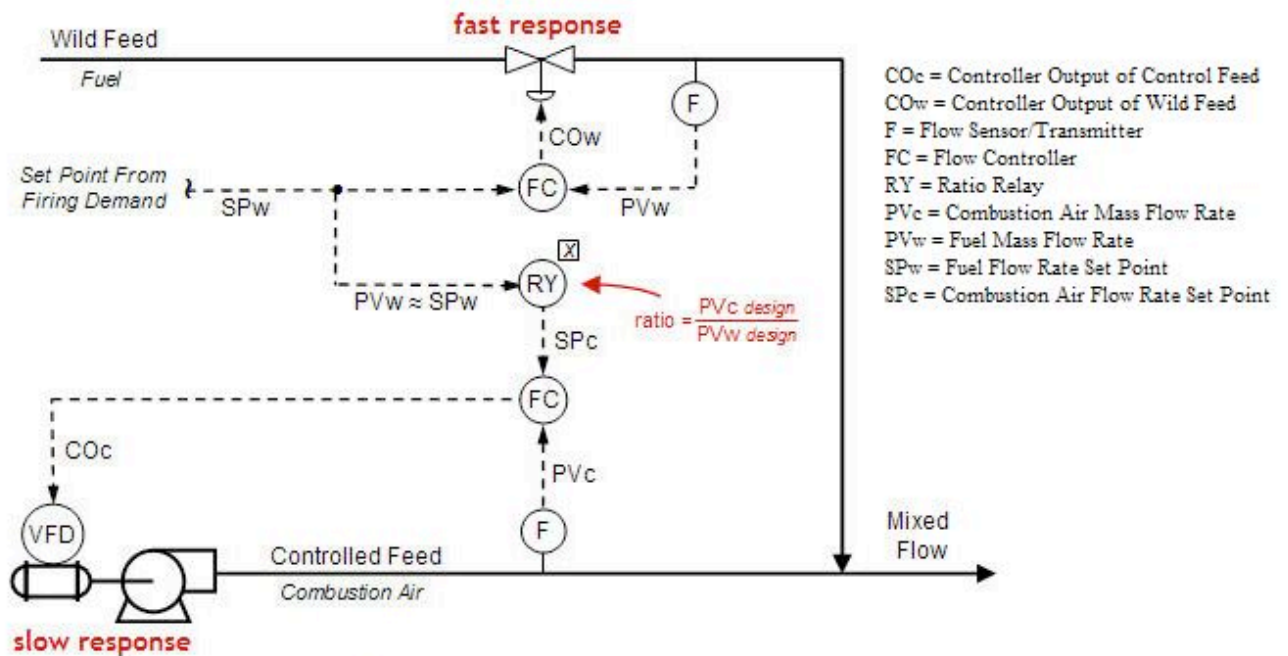 fast response
Wild Feed
Fuel
F
COw
Set Point From
Firing Demand
SPw
FC
PVw
X
RY
PVw ≈ SPw
ratio = PVc design
PVw design
SPc
FC
COc
PVc
VFD
F
Controlled Feed
Combustion Air
Mixed
Flow
slow response
COc = Controller Output of Control Feed
COw = Controller Output of Wild Feed
F = Flow Sensor/Transmitter
FC = Flow Controller
RY = Ratio Relay
PVc = Combustion Air Mass Flow Rate
PVw = Fuel Mass Flow Rate
SPw = Fuel Flow Rate Set Point
SPc = Combustion Air Flow Rate Set Point